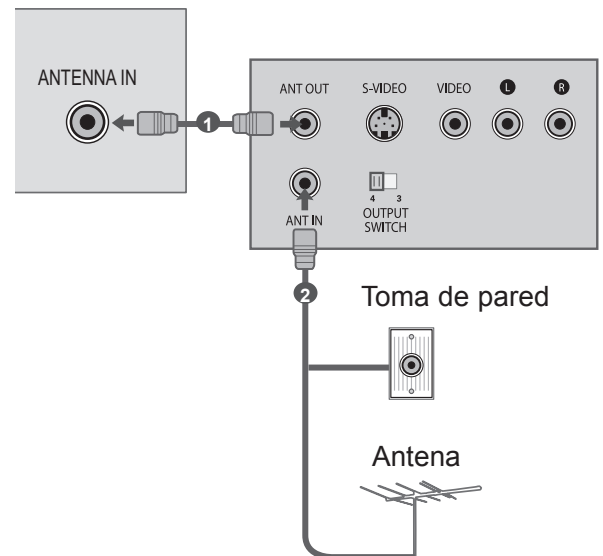 ANTENNA IN
1
ANT OUT
S-VIDEO
VIDEO
L
R
ANT IN
4 3
OUTPUT
SWITCH
2
Toma de pared
Antena